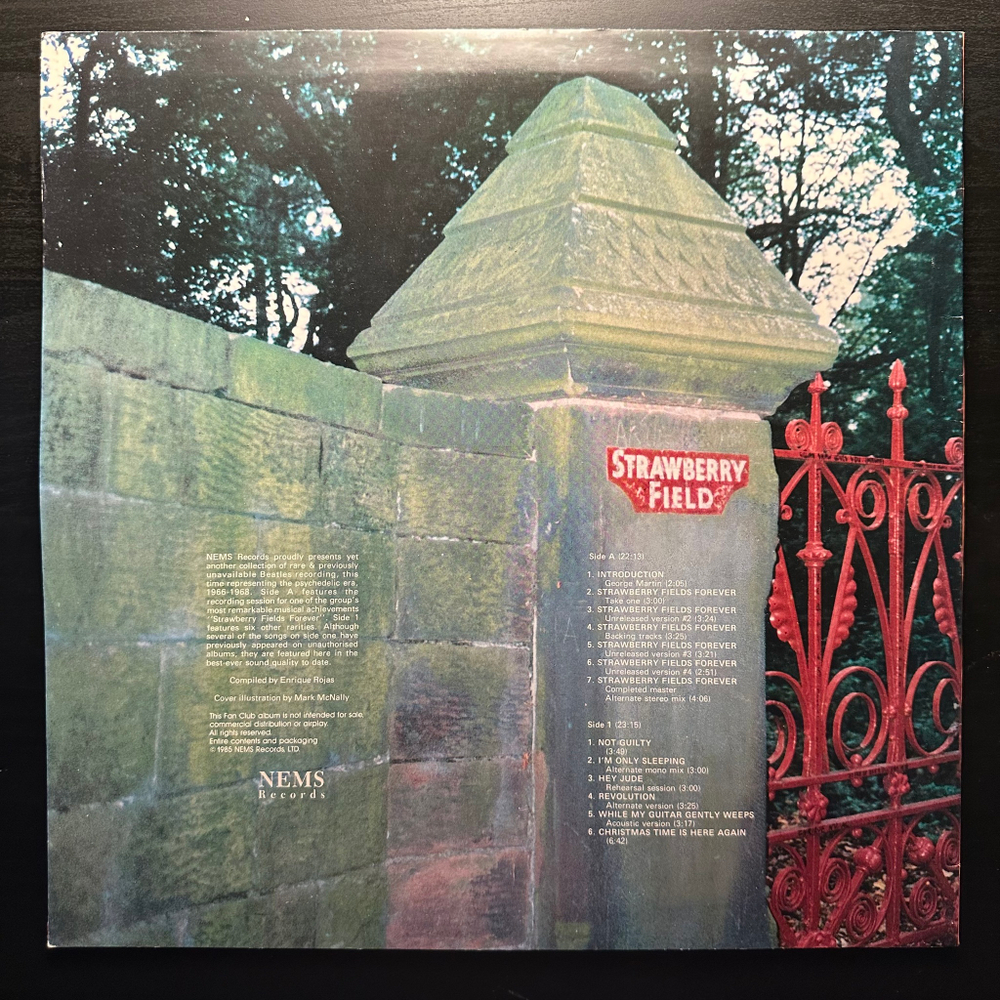 STRAWBERRY
FIELD
NEMS Records proudly presents yet
another collection of rare & previously
unavailable Beatles recording, this
time representing the psychedelic era,
1966-1968. Side A features the
recording session for one of the group's
most remarkable musical achievements
"Strawberry Fields Forever". Side 1
features six other rarities. Although
several of the songs on side one have
previously appeared on unauthorised
albums, they are featured here in the
best-ever sound quality to date.
Compiled by Enrique Rojas
Cover illustration by Mark McNally
This Fan Club album is not intended for sale,
commercial distribution or airplay.
All rights reserved.
Entire contents and packaging
© 1985 NEMS Records, LTD.
NEMS
Records
Side A (22:13)
1. INTRODUCTION
George Martin (2:05)
2. STRAWBERRY FIELDS FOREVER
Take one (3:00)
3. STRAWBERRY FIELDS FOREVER
Unreleased version #2 (3:24)
4. STRAWBERRY FIELDS FOREVER
Backing tracks (3:25)
5. STRAWBERRY FIELDS FOREVER
Unreleased version #3 (3:21)
6. STRAWBERRY FIELDS FOREVER
Unreleased version #4 (2:51)
7. STRAWBERRY FIELDS FOREVER
Completed master
Alternate stereo mix (4:06)
Side 1 (23:15)
1. NOT GUILTY
(3:49)
2. I'M ONLY SLEEPING
Alternate mono mix (3:00)
3. HEY JUDE
Rehearsal session (3:00)
4. REVOLUTION
Alternate version (3:25)
5. WHILE MY GUITAR GENTLY WEEPS
Acoustic version (3:17)
6. CHRISTMAS TIME IS HERE AGAIN
(6:42)